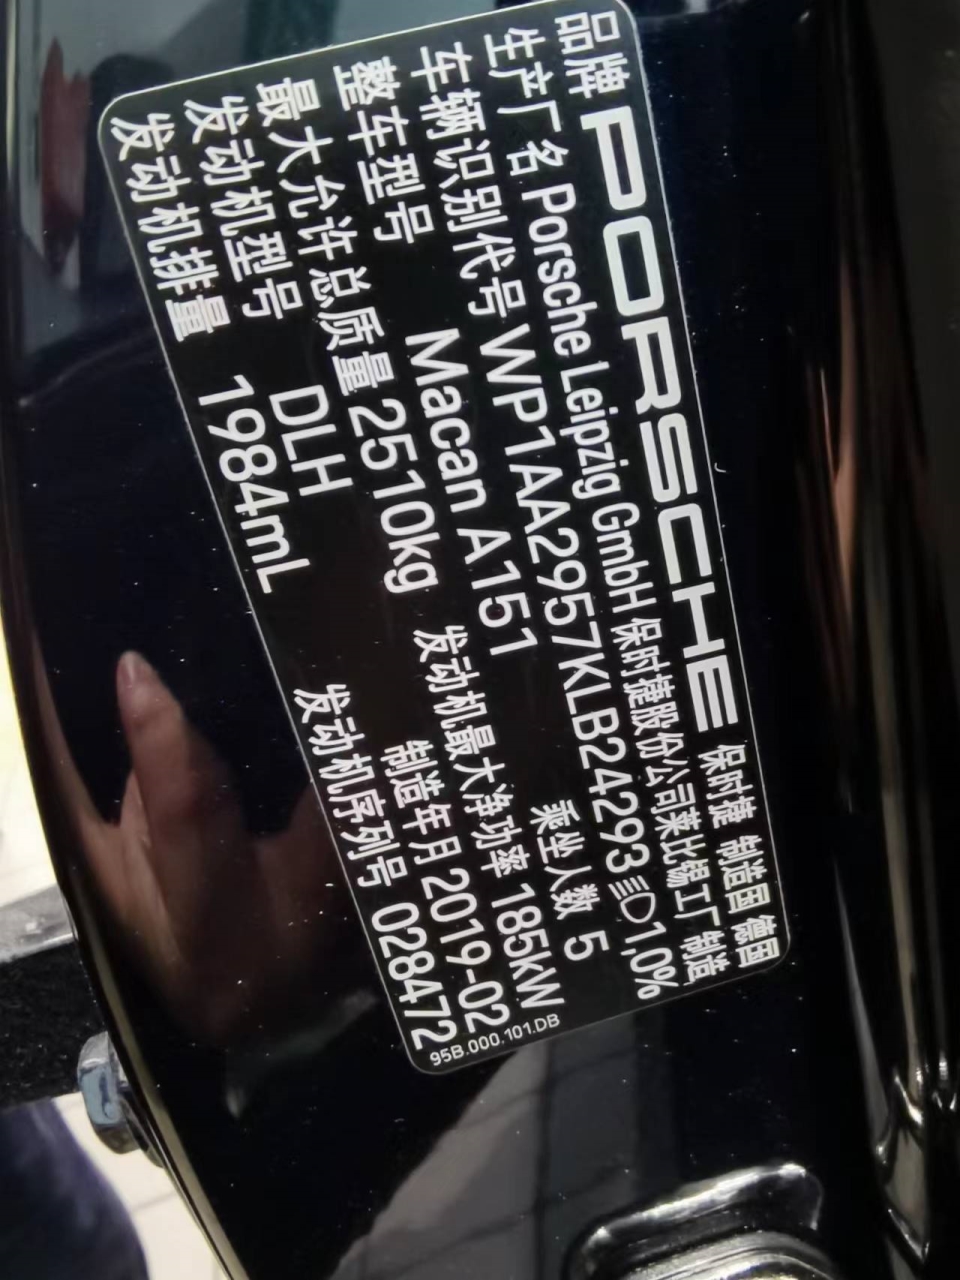 品牌 PORSCHE 保时捷 制造国 德国
生产厂名 Porsche Leipzig GmbH 保时捷股份公司莱比锡工厂 制造
车辆识别代号 WP1AA2957KLB24293 10%
整车型号 Macan A151 乘坐人数 5
最大允许总质量 2510kg 发动机最大净功率 185kW
发动机型号 DLH 制造年月 2019-02
发动机排量 1984mL 发动机序列号 028472
95B.000.101.DB